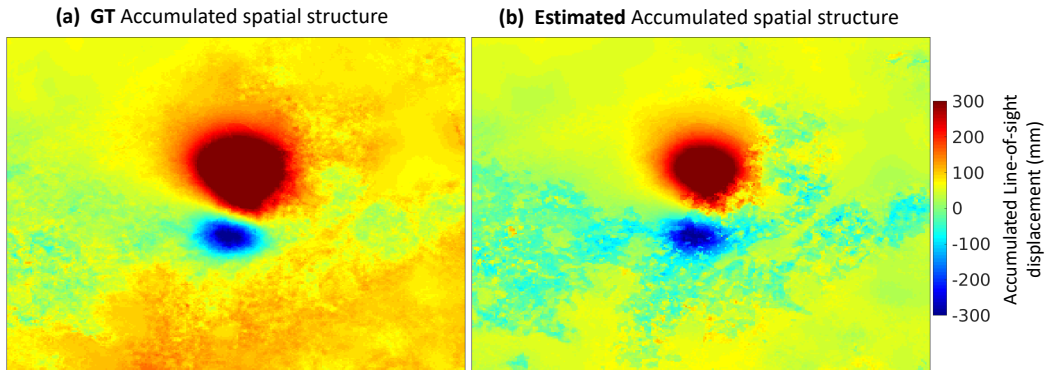 (a) GT Accumulated spatial structure
(b) Estimated Accumulated spatial structure
300
200
100
0
-100
-200
-300
Accumulated Line-of-sight
displacement (mm)